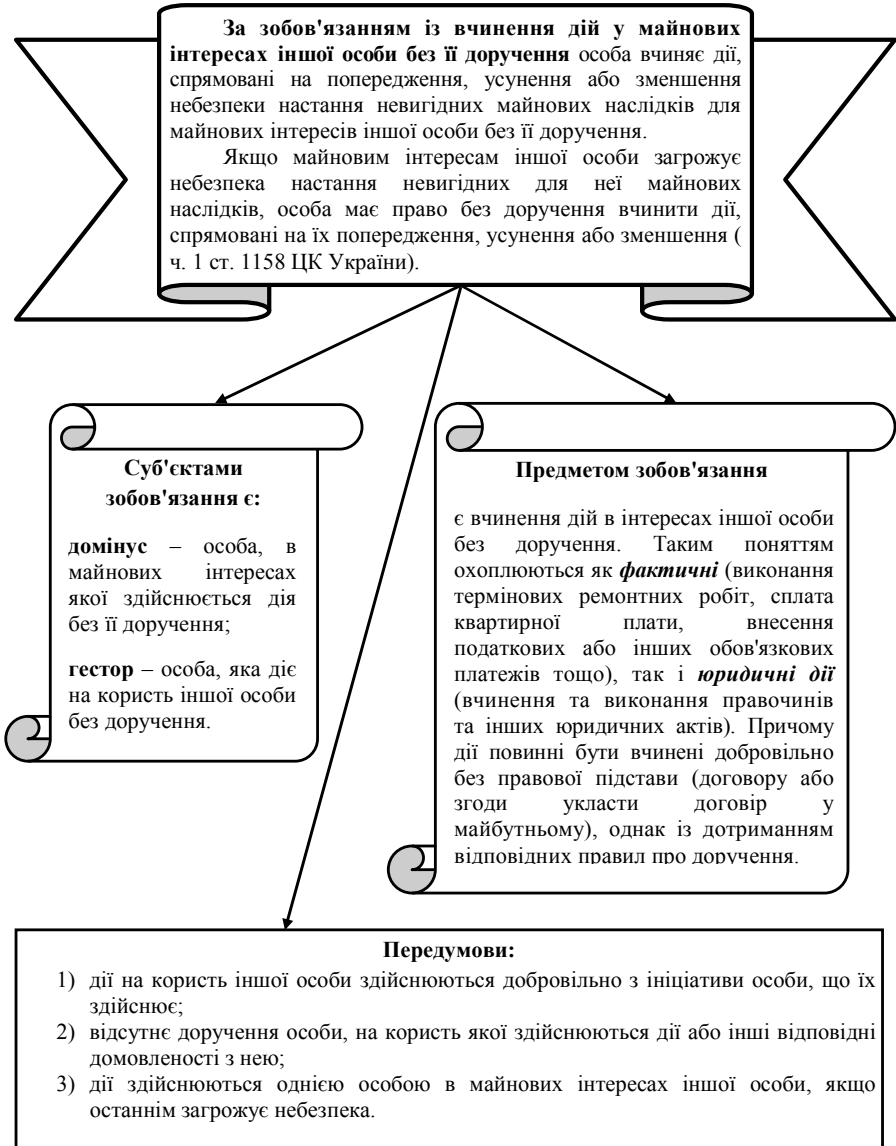 За зобов'язанням із вчинення дій у майнових
інтересах іншої особи без її доручення особа вчиняє дії,
спрямовані на попередження, усунення або зменшення
небезпеки настання невигідних майнових наслідків для
майнових інтересів іншої особи без її доручення.
Якщо майновим інтересам іншої особи загрожує
небезпека настання невигідних для неї майнових
наслідків, особа має право без доручення вчинити дії,
спрямовані на їх попередження, усунення або зменшення (
ч. 1 ст. 1158 ЦК України).
Суб'єктами
зобов'язання є:
домінус – особа, в
майнових інтересах
якої здійснюється дія
без її доручення;
гестор – особа, яка діє
на користь іншої особи
без доручення.
Предметом зобов'язання
є вчинення дій в інтересах іншої особи
без доручення. Таким поняттям
охоплюються як фактичні (виконання
термінових ремонтних робіт, сплата
квартирної плати, внесення
податкових або інших обов'язкових
платежів тощо), так і юридичні дії
(вчинення та виконання правочинів
та інших юридичних актів). Причому
дії повинні бути вчинені добровільно
без правової підстави (договору або
згоди укласти договір у
майбутньому), однак із дотриманням
відповідних правил про доручення.
Передумови:
1) дії на користь іншої особи здійснюються добровільно з ініціативи особи, що їх
здійснює;
2) відсутнє доручення особи, на користь якої здійснюються дії або інші відповідні
домовленості з нею;
3) дії здійснюються однією особою в майнових інтересах іншої особи, якщо
останнім загрожує небезпека.